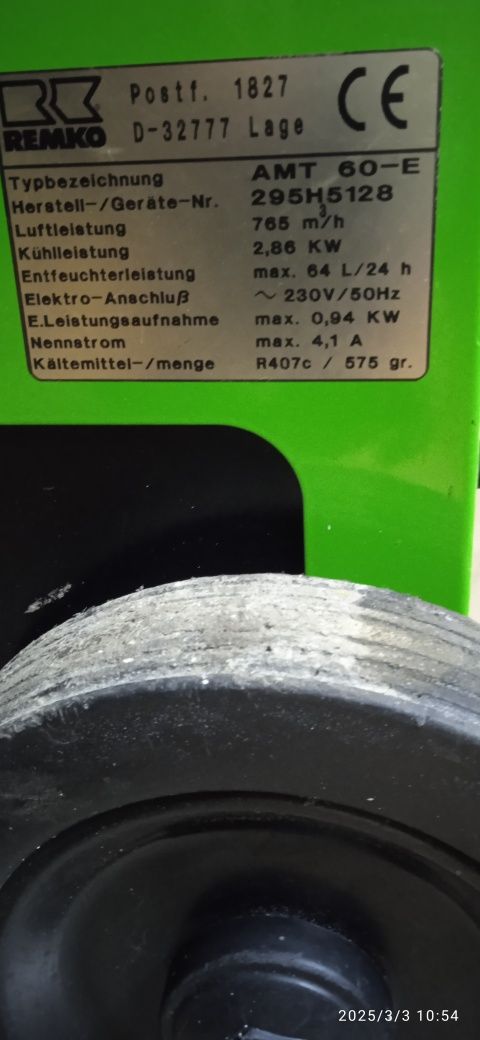 REMKO
Postf. 1827
D-32777 Lage
CE
Typbezeichnung AMT 60-E
Herstell-/Geräte-Nr. 295H5128
Luftleistung 765 m³/h
Kühlleistung 2,86 KW
Entfeuchterleistung max. 64 L/24 h
Elektro-Anschluß ~ 230V/50Hz
E.Leistungsaufnahme max. 0,94 KW
Nennstrom max. 4,1 A
Kältemittel-/menge R407c / 575 gr.
2025/3/3 10:54